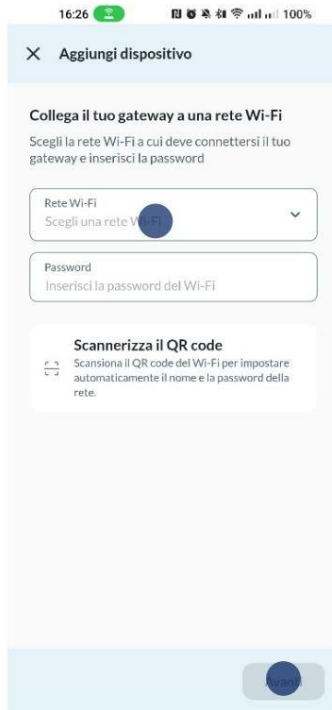 16:26 100%
Aggiungi dispositivo
Collega il tuo gateway a una rete Wi-Fi
Scegli la rete Wi-Fi a cui deve connettersi il tuo
gateway e inserisci la password
Rete Wi-Fi
Scegli una rete Wi-Fi
Password
Inserisci la password del Wi-Fi
Scannerizza il QR code
Scansiona il QR code del Wi-Fi per impostare
automaticamente il nome e la password della
rete.
Avanti